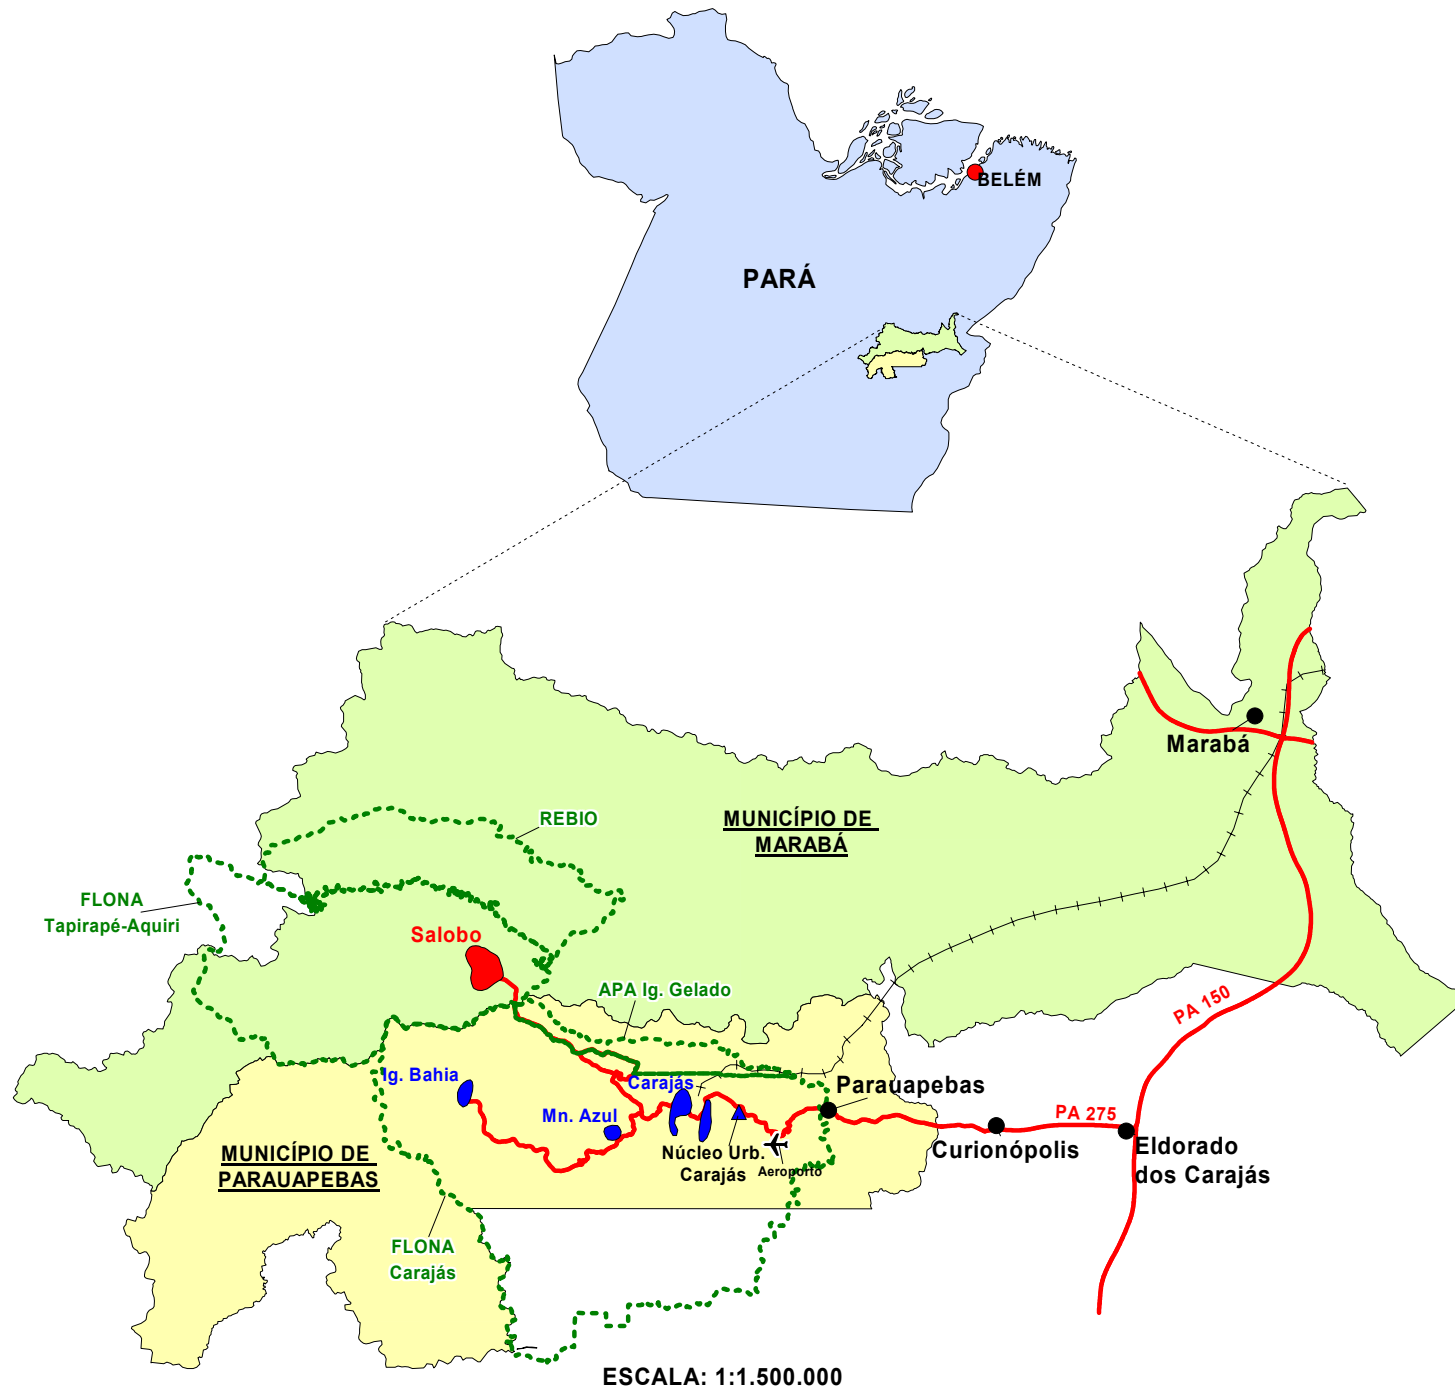 BELÉM
PARÁ
Marabá
REBIO
MUNICÍPIO DE
MARABÁ
FLONA
Tapirapé-Aquiri
Salobo
APA Ig. Gelado
PA 150
Ig. Bahia
Carajás
Parauapebas
Mn. Azul
PA 275
Núcleo Urb.
Carajás
Aeroporto
Curionópolis
Eldorado
dos Carajás
MUNICÍPIO DE
PARAUAPEBAS
FLONA
Carajás
ESCALA: 1:1.500.000